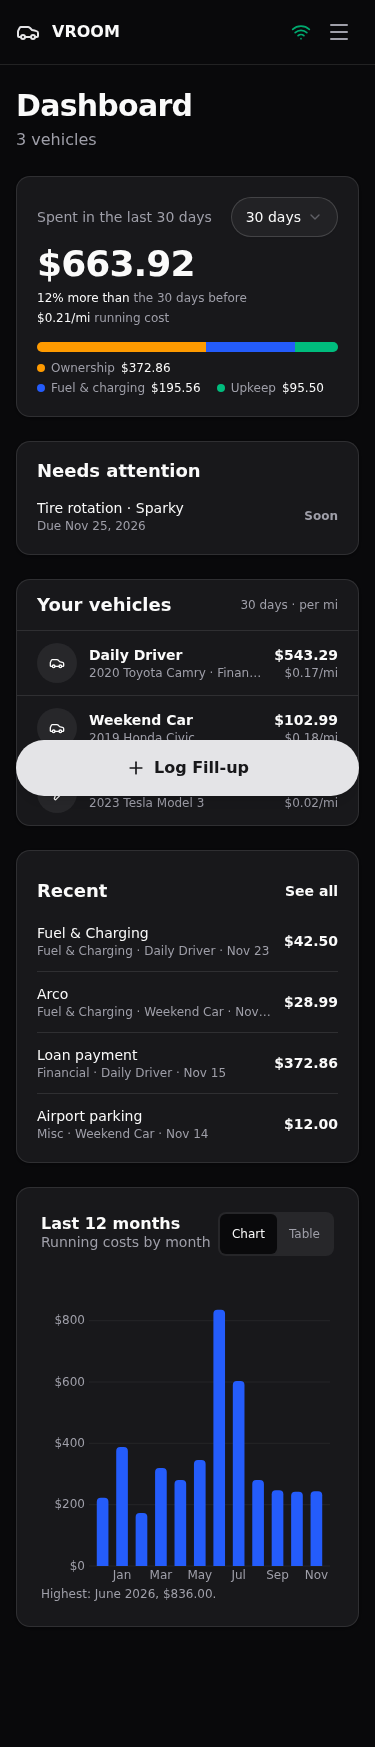 VROOM
Dashboard
3 vehicles
Spent in the last 30 days
30 days
$663.92
12% more than the 30 days before
$0.21/mi running cost
Ownership $372.86
Fuel & charging $195.56 Upkeep $95.50
Needs attention
Tire rotation · Sparky
Due Nov 25, 2026
Soon
Your vehicles
30 days · per mi
Daily Driver
$543.29
2020 Toyota Camry · Finan…
$0.17/mi
Weekend Car
$102.99
2019 Honda Civic
$0.18/mi
Log Fill-up
2023 Tesla Model 3
$0.02/mi
Recent
See all
Fuel & Charging
Fuel & Charging · Daily Driver · Nov 23
$42.50
Arco
Fuel & Charging · Weekend Car · Nov…
$28.99
Loan payment
Financial · Daily Driver · Nov 15
$372.86
Airport parking
Misc · Weekend Car · Nov 14
$12.00
Last 12 months
Running costs by month
Chart
Table
$800
$600
$400
$200
$0
Jan Mar May Jul Sep Nov
Highest: June 2026, $836.00.